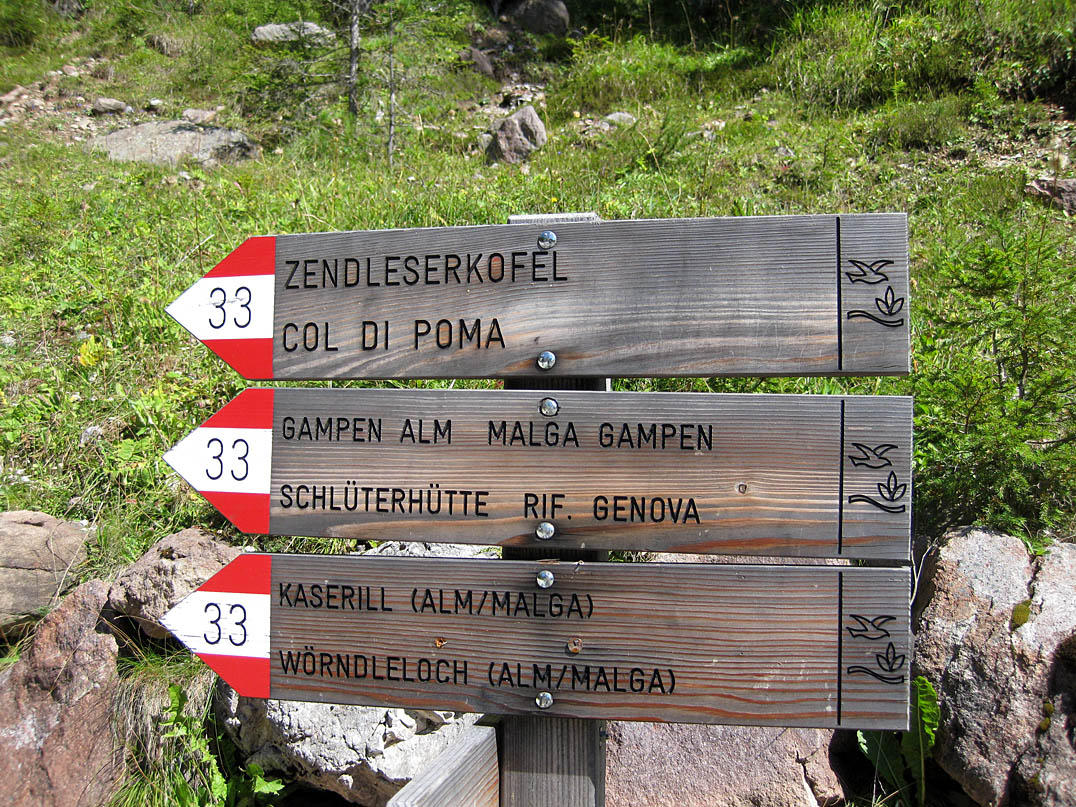 33 ZENDLESERKOFEL
COL DI POMA
33 GAMPEN ALM MALGA GAMPEN
SCHLÜTERHÜTTE RIF. GENOVA
33 KASERILL (ALM/MALGA)
WÖRNDLELOCH (ALM/MALGA)